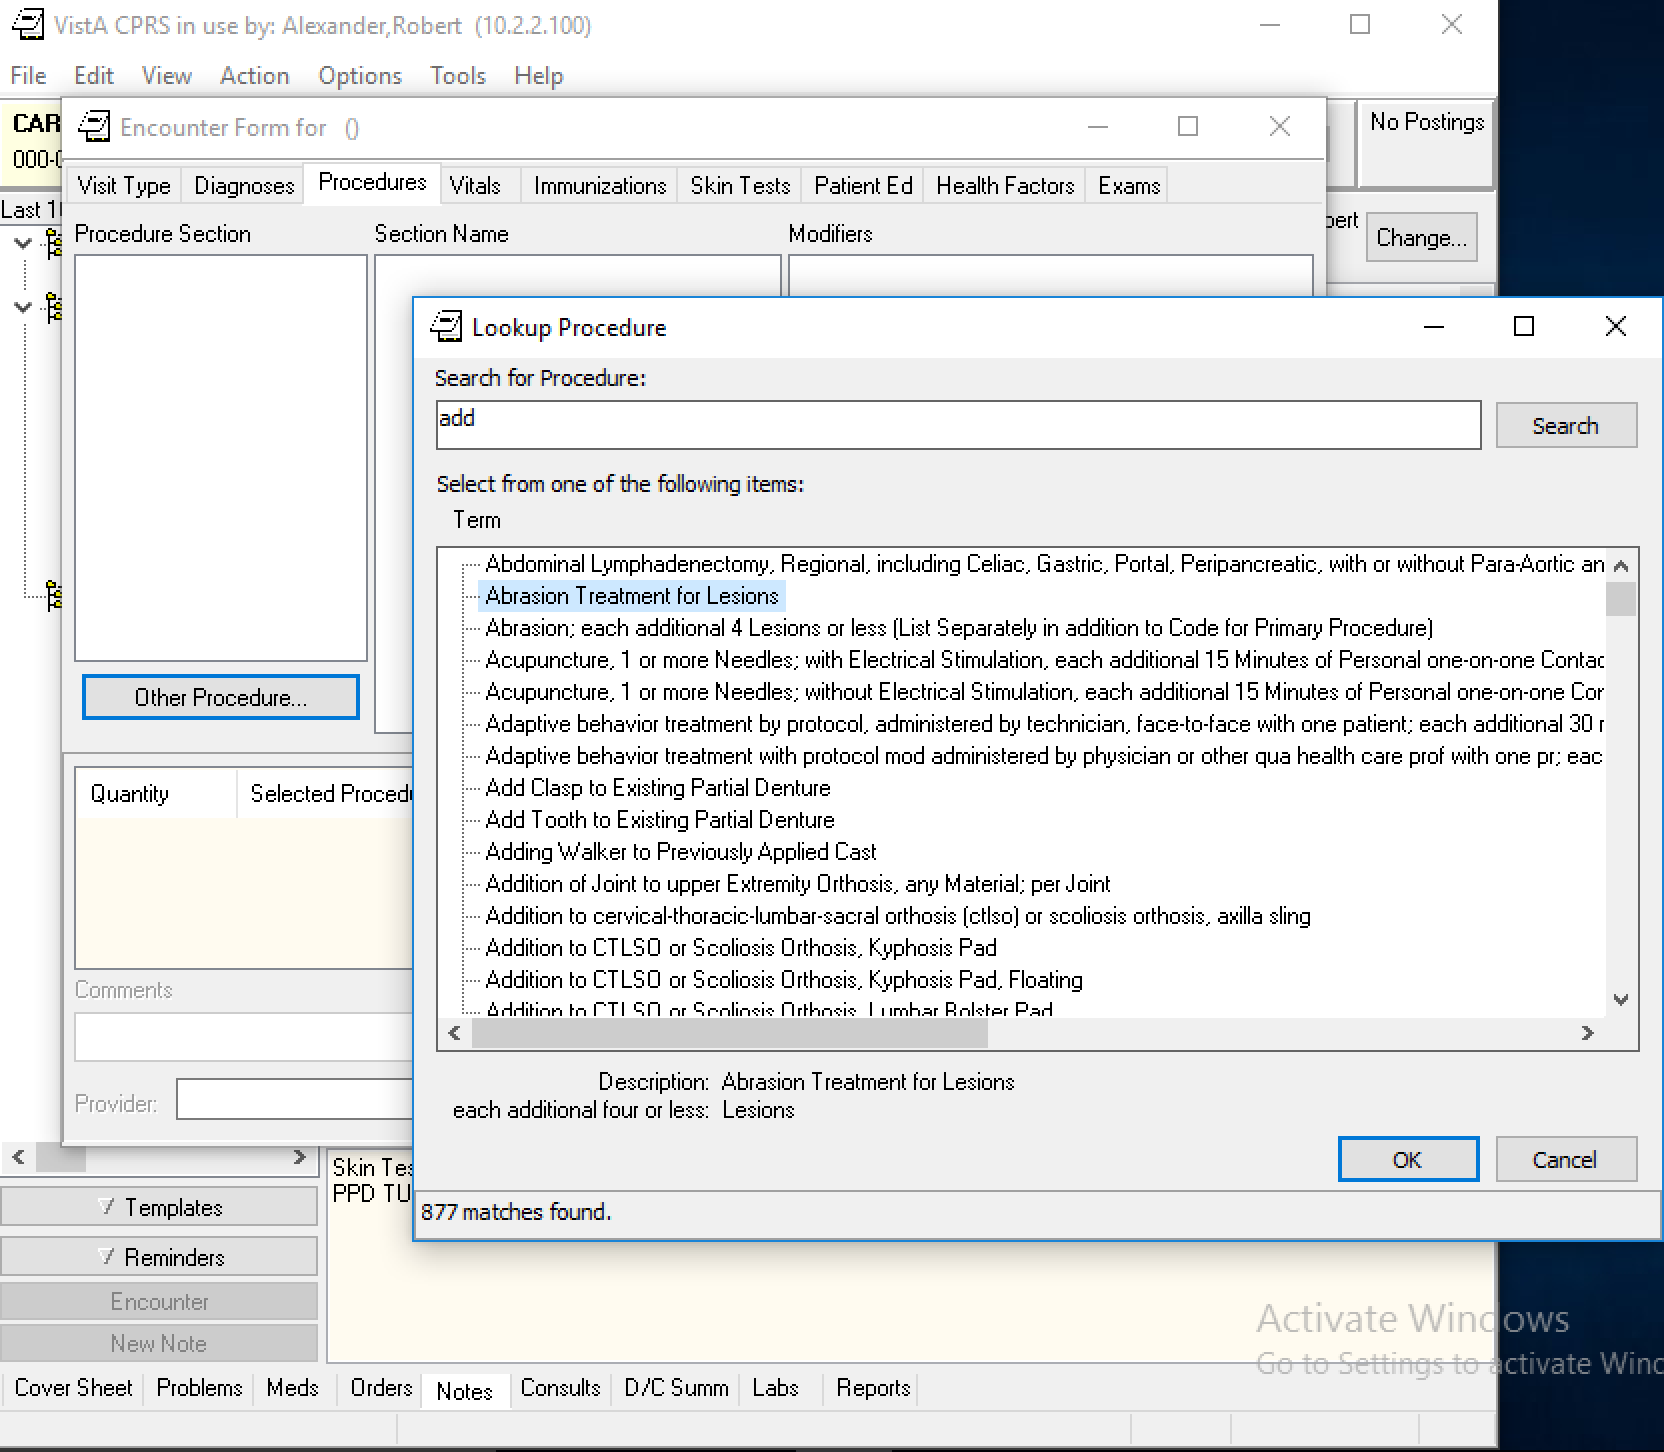 VistA CPRS in use by: Alexander,Robert (10.2.2.100)
File Edit View Action Options Tools Help
CAR
000-0
No Postings
Last 1
bert
Change...
Encounter Form for ()
Visit Type Diagnoses Procedures Vitals Immunizations Skin Tests Patient Ed Health Factors Exams
Procedure Section Section Name Modifiers
Other Procedure...
Quantity Selected Procedu
Comments
Provider:
Lookup Procedure
Search for Procedure:
add Search
Select from one of the following items:
Term
Abdominal Lymphadenectomy, Regional, including Celiac, Gastric, Portal, Peripancreatic, with or without Para-Aortic an
Abrasion Treatment for Lesions
Abrasion; each additional 4 Lesions or less (List Separately in addition to Code for Primary Procedure)
Acupuncture, 1 or more Needles; with Electrical Stimulation, each additional 15 Minutes of Personal one-on-one Contac
Acupuncture, 1 or more Needles; without Electrical Stimulation, each additional 15 Minutes of Personal one-on-one Cor
Adaptive behavior treatment by protocol, administered by technician, face-to-face with one patient; each additional 30 r
Adaptive behavior treatment with protocol mod administered by physician or other qua health care prof with one pr; eac
Add Clasp to Existing Partial Denture
Add Tooth to Existing Partial Denture
Adding Walker to Previously Applied Cast
Addition of Joint to upper Extremity Orthosis, any Material; per Joint
Addition to cervical-thoracic-lumbar-sacral orthosis (ctlso) or scoliosis orthosis, axilla sling
Addition to CTLSO or Scoliosis Orthosis, Kyphosis Pad
Addition to CTLSO or Scoliosis Orthosis, Kyphosis Pad, Floating
Addition to CTLSO or Scoliosis Orthosis, Lumbar Bolster Pad
Description: Abrasion Treatment for Lesions
each additional four or less: Lesions
OK Cancel
877 matches found.
Skin Tes
PPD TU
Templates
Reminders
Encounter
New Note
Activate Windows
Go to Settings to activate Winc
Cover Sheet Problems Meds Orders Notes Consults D/C Summ Labs Reports